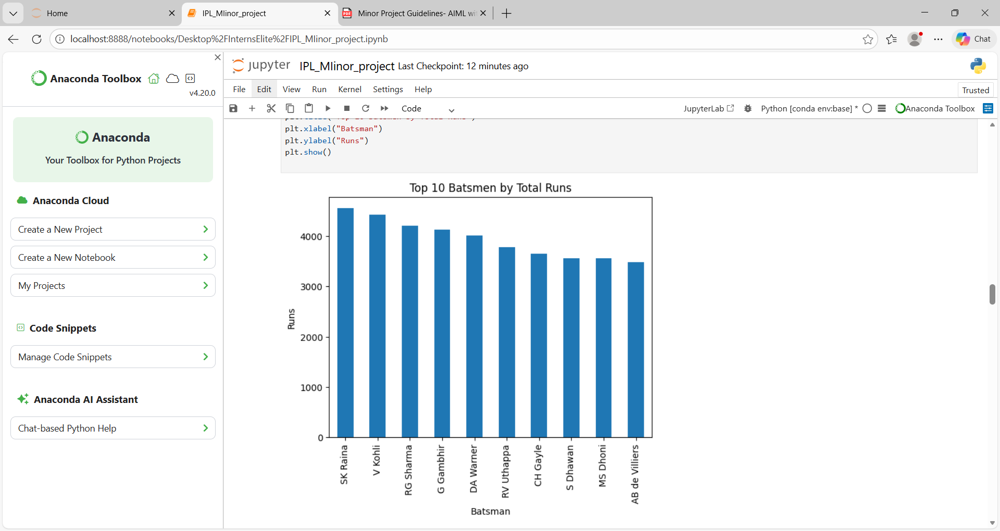 Home
IPL_MIinor_project
Minor Project Guidelines- AIML wi
localhost:8888/notebooks/Desktop%2FInternsElite%2FIPL_MIinor_project.ipynb
Chat
Anaconda Toolbox
v4.20.0
Anaconda
Your Toolbox for Python Projects
Anaconda Cloud
Create a New Project
Create a New Notebook
My Projects
Code Snippets
Manage Code Snippets
Anaconda AI Assistant
Chat-based Python Help
jupyter IPL_MIinor_project Last Checkpoint: 12 minutes ago
File Edit View Run Kernel Settings Help
Trusted
Code
JupyterLab Python [conda env:base] * Anaconda Toolbox
plt.xlabel("Batsman")
plt.ylabel("Runs")
plt.show()
Top 10 Batsmen by Total Runs
4000
3000
2000
1000
0
Runs
SK Raina
V Kohli
RG Sharma
G Gambhir
DA Warner
RV Uthappa
CH Gayle
S Dhawan
MS Dhoni
AB de Villiers
Batsman